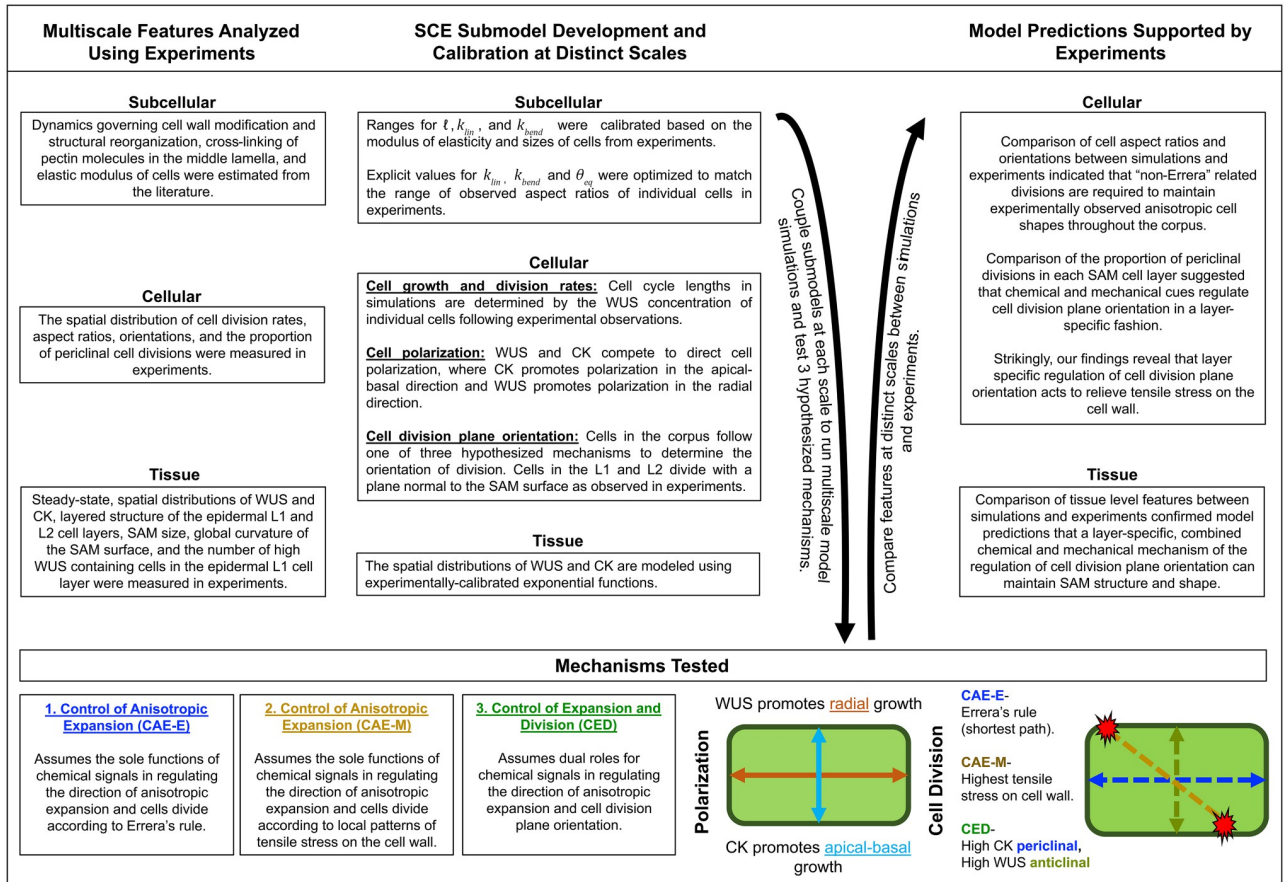 Multiscale Features Analyzed
Using Experiments
Subcellular
Dynamics governing cell wall modification and
structural reorganization, cross-linking of
pectin molecules in the middle lamella, and
elastic modulus of cells were estimated from
the literature.
Cellular
The spatial distribution of cell division rates,
aspect ratios, orientations, and the proportion
of periclinal cell divisions were measured in
experiments.
Tissue
Steady-state, spatial distributions of WUS and
CK, layered structure of the epidermal L1 and
L2 cell layers, SAM size, global curvature of
the SAM surface, and the number of high
WUS containing cells in the epidermal L1 cell
layer were measured in experiments.
SCE Submodel Development and
Calibration at Distinct Scales
Subcellular
Ranges for ℓ, k_lin , and k_bend were calibrated based on the
modulus of elasticity and sizes of cells from experiments.
Explicit values for k_lin , k_bend and θ_eq were optimized to match
the range of observed aspect ratios of individual cells in
experiments.
Cellular
Cell growth and division rates: Cell cycle lengths in
simulations are determined by the WUS concentration of
individual cells following experimental observations.
Cell polarization: WUS and CK compete to direct cell
polarization, where CK promotes polarization in the apical-
basal direction and WUS promotes polarization in the radial
direction.
Cell division plane orientation: Cells in the corpus follow
one of three hypothesized mechanisms to determine the
orientation of division. Cells in the L1 and L2 divide with a
plane normal to the SAM surface as observed in experiments.
Tissue
The spatial distributions of WUS and CK are modeled using
experimentally-calibrated exponential functions.
Couple submodels at each scale to run multiscale model
simulations and test 3 hypothesized mechanisms.
Compare features at distinct scales between simulations
and experiments.
Model Predictions Supported by
Experiments
Cellular
Comparison of cell aspect ratios and
orientations between simulations and
experiments indicated that “non-Errera” related
divisions are required to maintain
experimentally observed anisotropic cell
shapes throughout the corpus.
Comparison of the proportion of periclinal
divisions in each SAM cell layer suggested
that chemical and mechanical cues regulate
cell division plane orientation in a layer-
specific fashion.
Strikingly, our findings reveal that layer
specific regulation of cell division plane
orientation acts to relieve tensile stress on the
cell wall.
Tissue
Comparison of tissue level features between
simulations and experiments confirmed model
predictions that a layer-specific, combined
chemical and mechanical mechanism of the
regulation of cell division plane orientation can
maintain SAM structure and shape.
Mechanisms Tested
1. Control of Anisotropic
Expansion (CAE-E)
Assumes the sole functions of
chemical signals in regulating
the direction of anisotropic
expansion and cells divide
according to Errera’s rule.
2. Control of Anisotropic
Expansion (CAE-M)
Assumes the sole functions of
chemical signals in regulating
the direction of anisotropic
expansion and cells divide
according to local patterns of
tensile stress on the cell wall.
3. Control of Expansion and
Division (CED)
Assumes dual roles for
chemical signals in regulating
the direction of anisotropic
expansion and cell division
plane orientation.
Polarization
WUS promotes radial growth
CK promotes apical-basal
growth
Cell Division
CAE-E-
Errera’s rule
(shortest path).
CAE-M-
Highest tensile
stress on cell wall.
CED-
High CK periclinal,
High WUS anticlinal